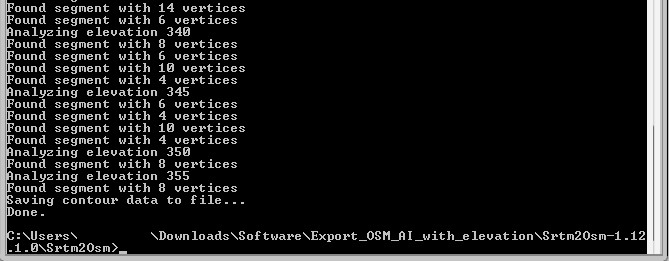 Found segment with 14 vertices
Found segment with 6 vertices
Analyzing elevation 340
Found segment with 8 vertices
Found segment with 6 vertices
Found segment with 10 vertices
Found segment with 4 vertices
Analyzing elevation 345
Found segment with 6 vertices
Found segment with 4 vertices
Found segment with 10 vertices
Found segment with 4 vertices
Analyzing elevation 350
Found segment with 8 vertices
Analyzing elevation 355
Found segment with 8 vertices
Saving contour data to file...
Done.
C:\Users\ \Downloads\Software\Export_OSM_AI_with_elevation\Srtm2Osm-1.12
.1.0\Srtm2Osm>_